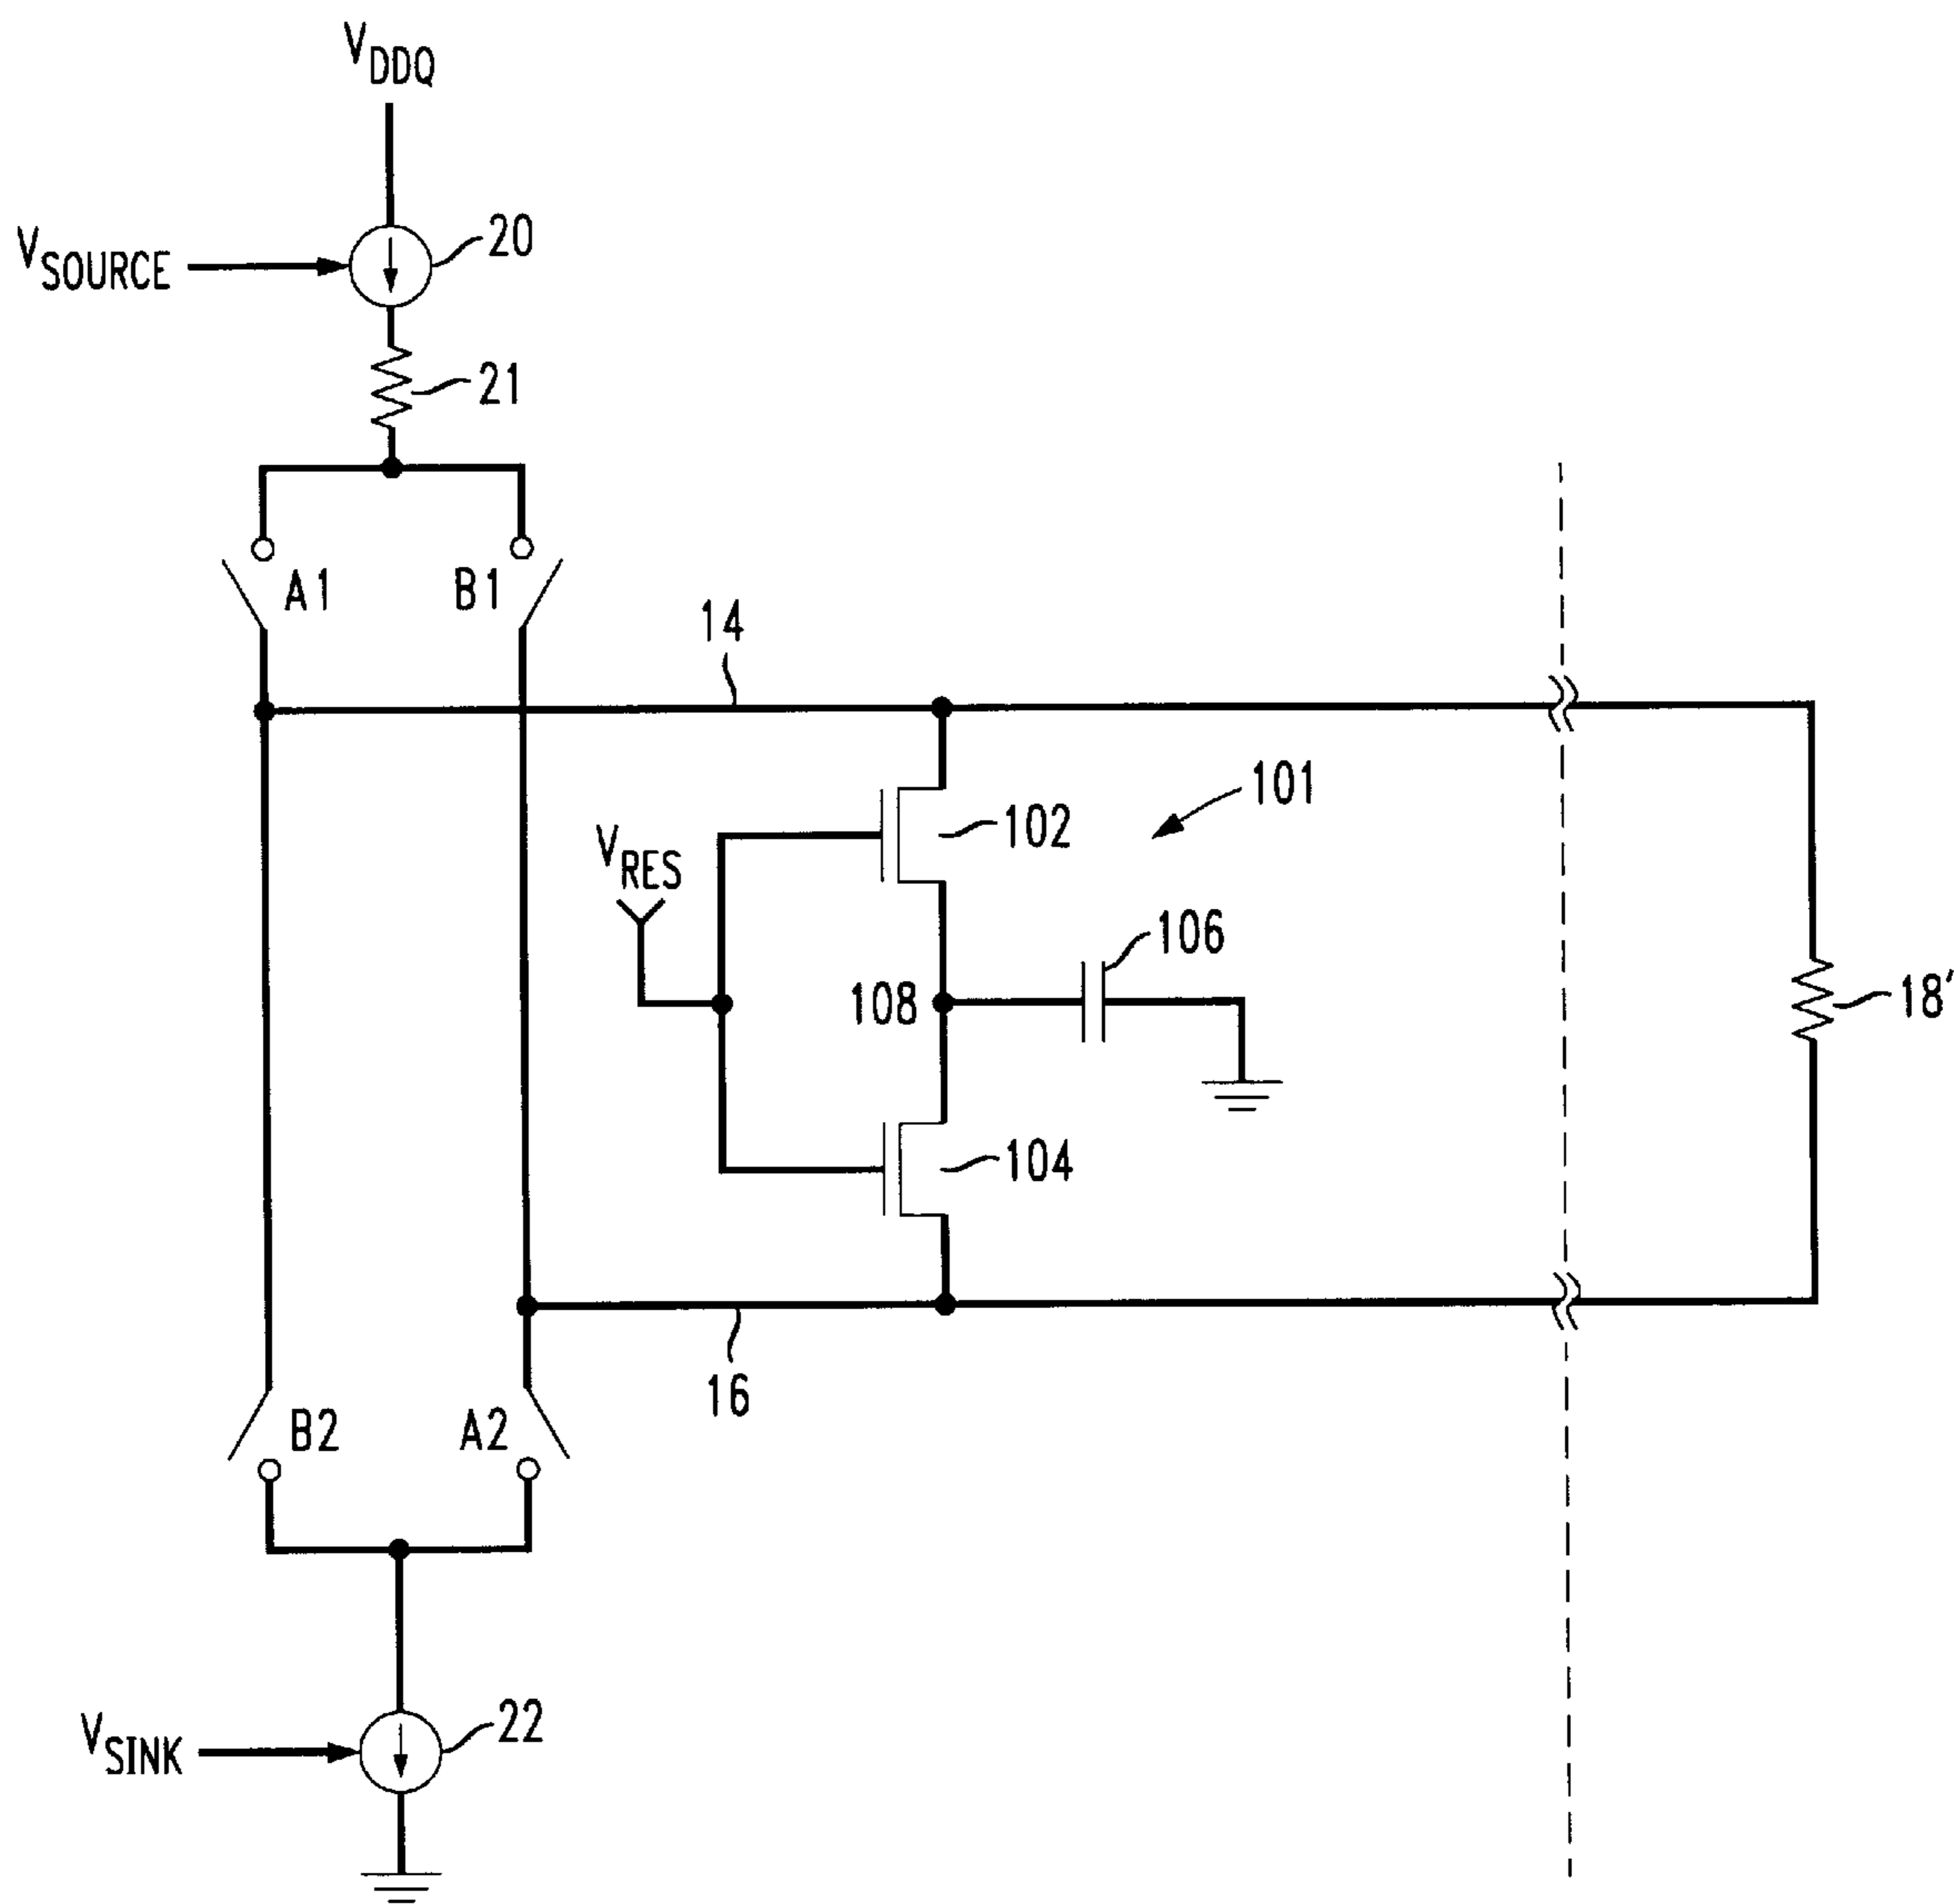 VDDQ
VSOURCE
20
21
A1
B1
14
101
102
VRES
106
108
18'
104
16
B2
A2
VSINK
22